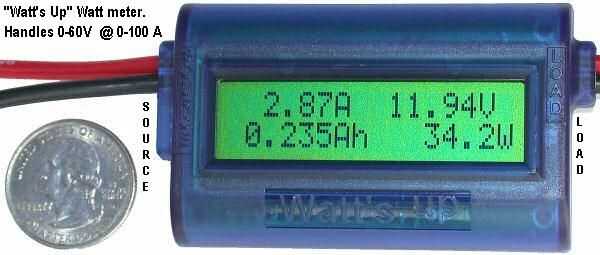 "Watt's Up" Watt meter.
Handles 0-60V @ 0-100 A
SOURCE
LOAD
2.87A 11.94V
0.235Ah 34.2W
LOAD
Watt's Up